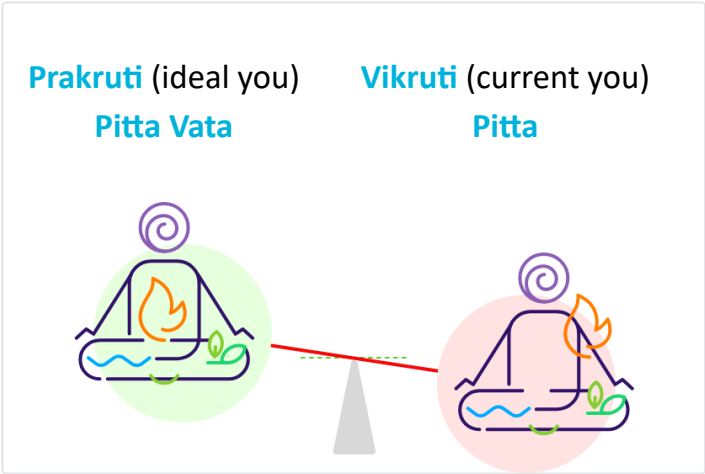 Prakruti (ideal you)
Pitta Vata
Vikruti (current you)
Pitta